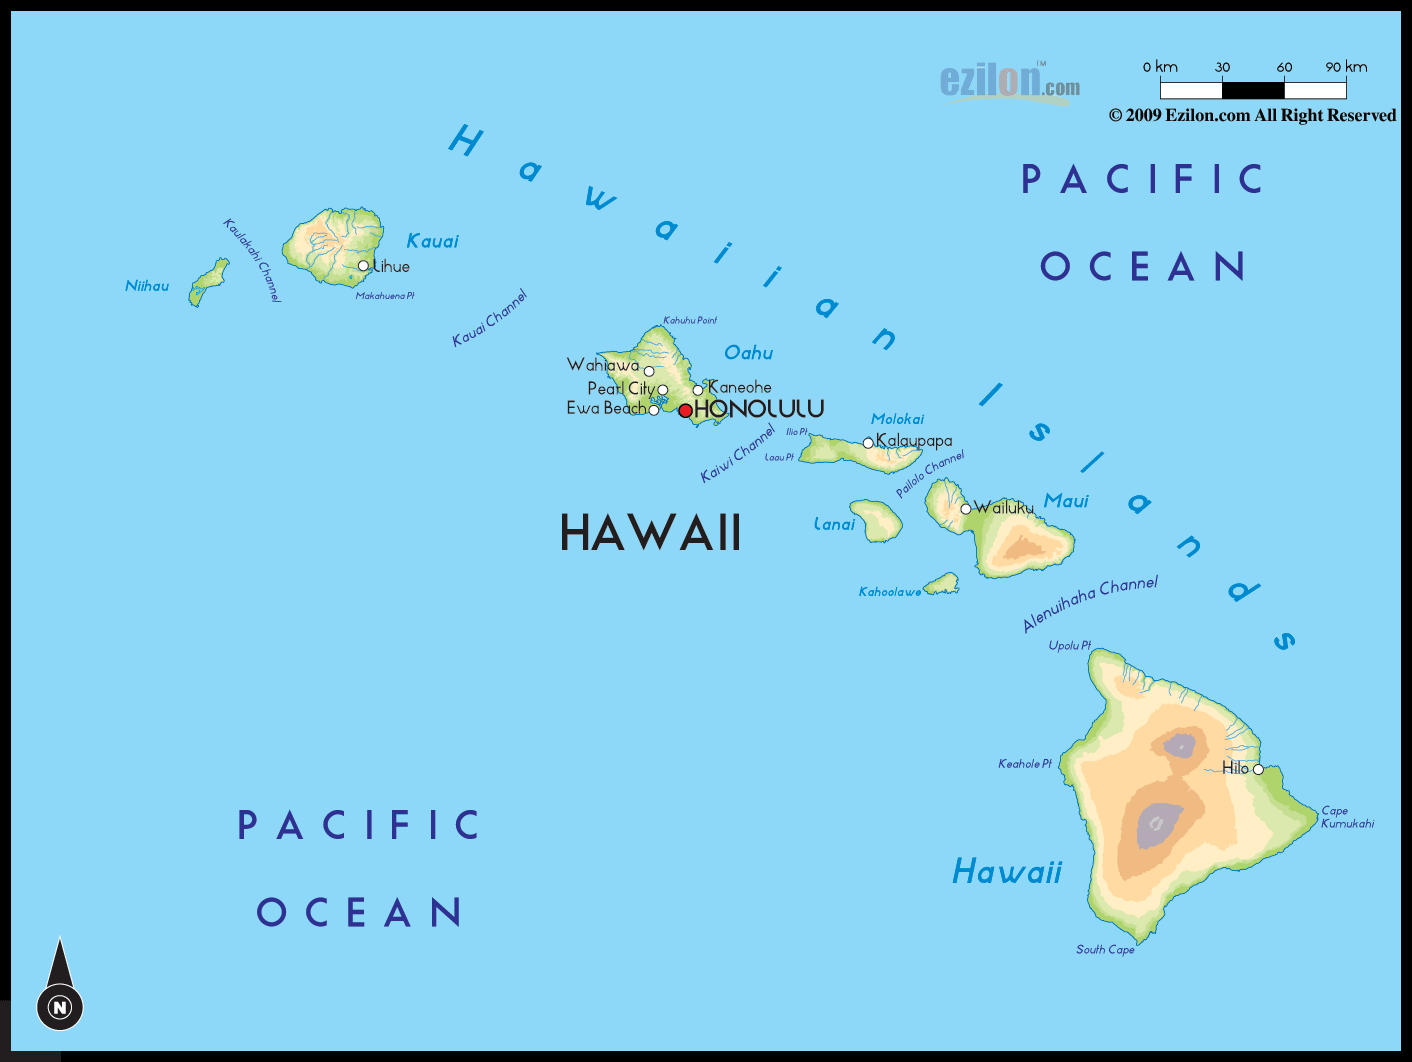 ezilon.com
TM
0 km 30 60 90 km
© 2009 Ezilon.com All Right Reserved
Hawaiian Islands
PACIFIC
OCEAN
Kaulakahi Channel
Kauai
Lihue
Niihau
Makahuena Pt
Kauai Channel
Kahuhu Point
Oahu
Wahiawa
Pearl City
Kaneohe
Ewa Beach
HONOLULU
Molokai
Ilio Pt
Kalaupapa
Laau Pt
Kaiwi Channel
Pailolo Channel
Maui
Wailuku
Lanai
HAWAII
Kahoolawe
Alenuihaha Channel
Upolu Pt
Keahole Pt
Hilo
Cape
Kumukahi
PACIFIC
OCEAN
Hawaii
South Cape
N